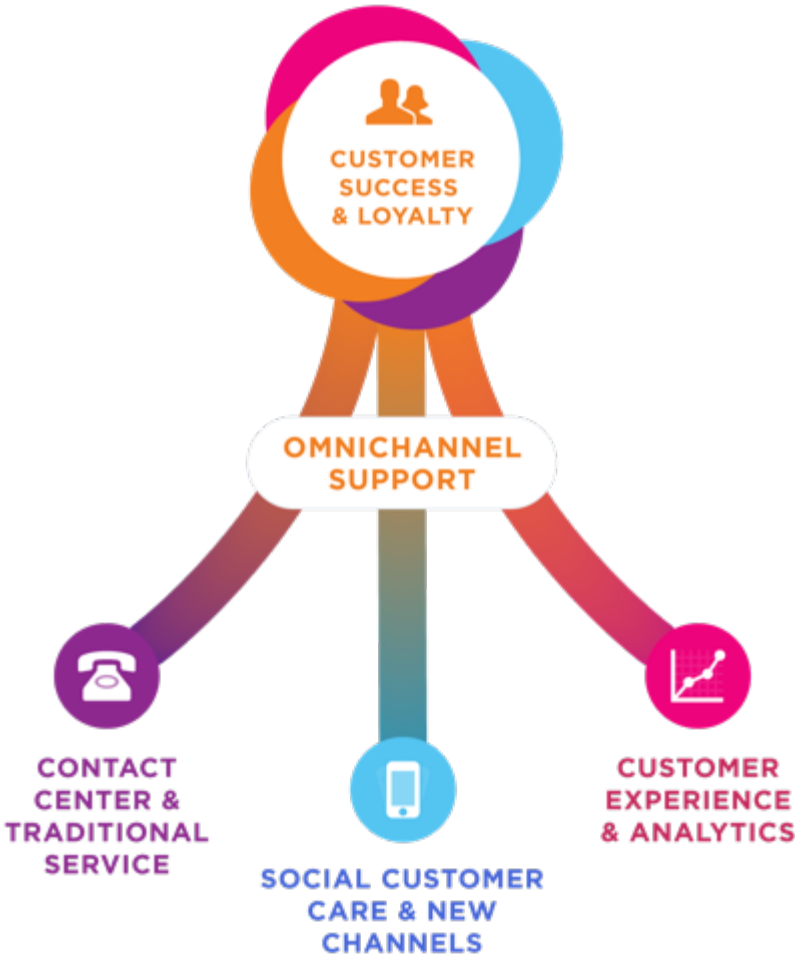 CUSTOMER
SUCCESS
& LOYALTY
OMNICHANNEL
SUPPORT
CONTACT
CENTER &
TRADITIONAL
SERVICE
SOCIAL CUSTOMER
CARE & NEW
CHANNELS
CUSTOMER
EXPERIENCE
& ANALYTICS